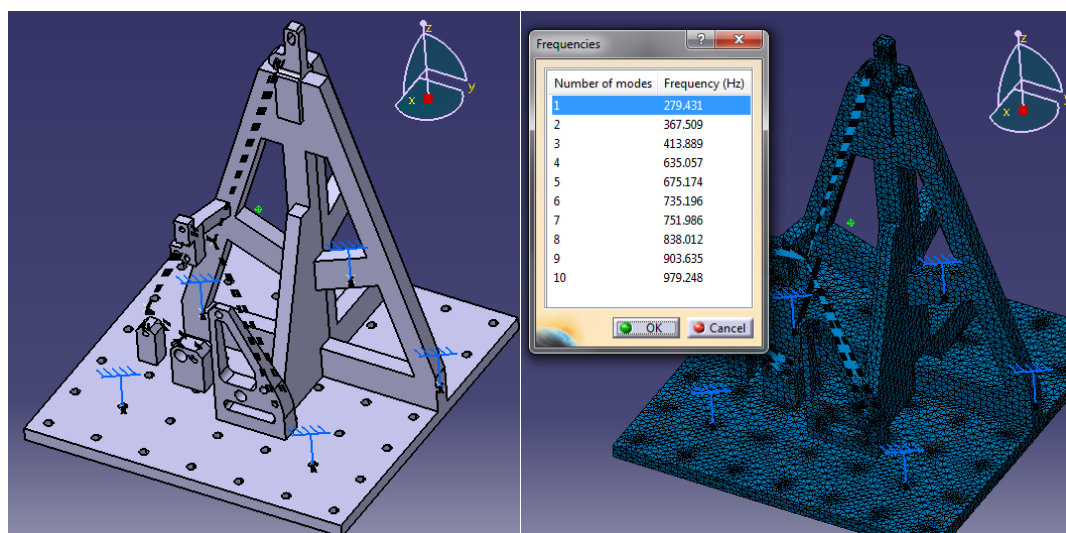 z
y
x
Frequencies
Number of modes Frequency (Hz)
1 279.431
2 367.509
3 413.889
4 635.057
5 675.174
6 735.196
7 751.986
8 838.012
9 903.635
10 979.248
OK Cancel
z
y
x